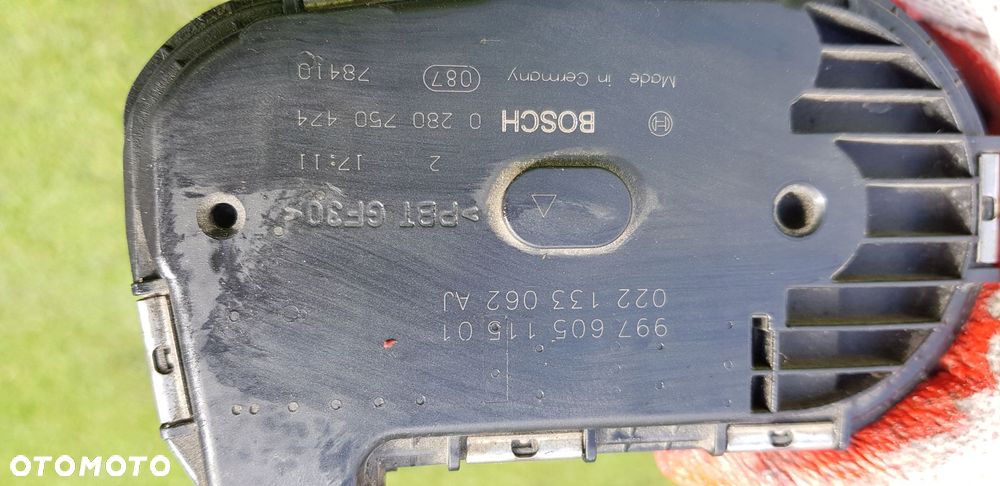 997 605 115 01
022 133 062 AJ
>PBT GF30<
2 17:11
BOSCH 0 280 750 474
Made in Germany 087 78410
OTOMOTO